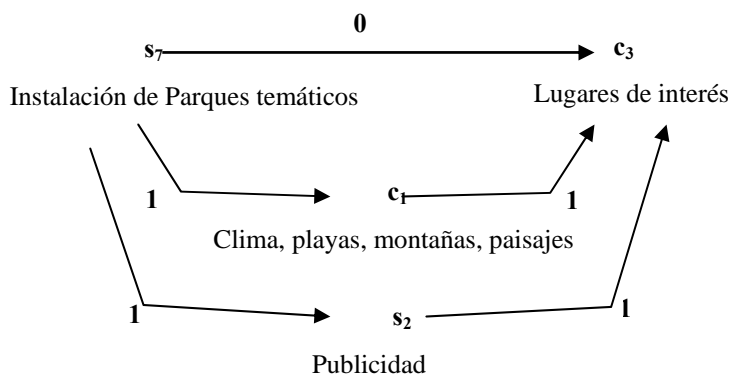 0
s₇ c₃
Instalación de Parques temáticos Lugares de interés
1 c₁ 1
Clima, playas, montañas, paisajes
1 s₂ 1
Publicidad